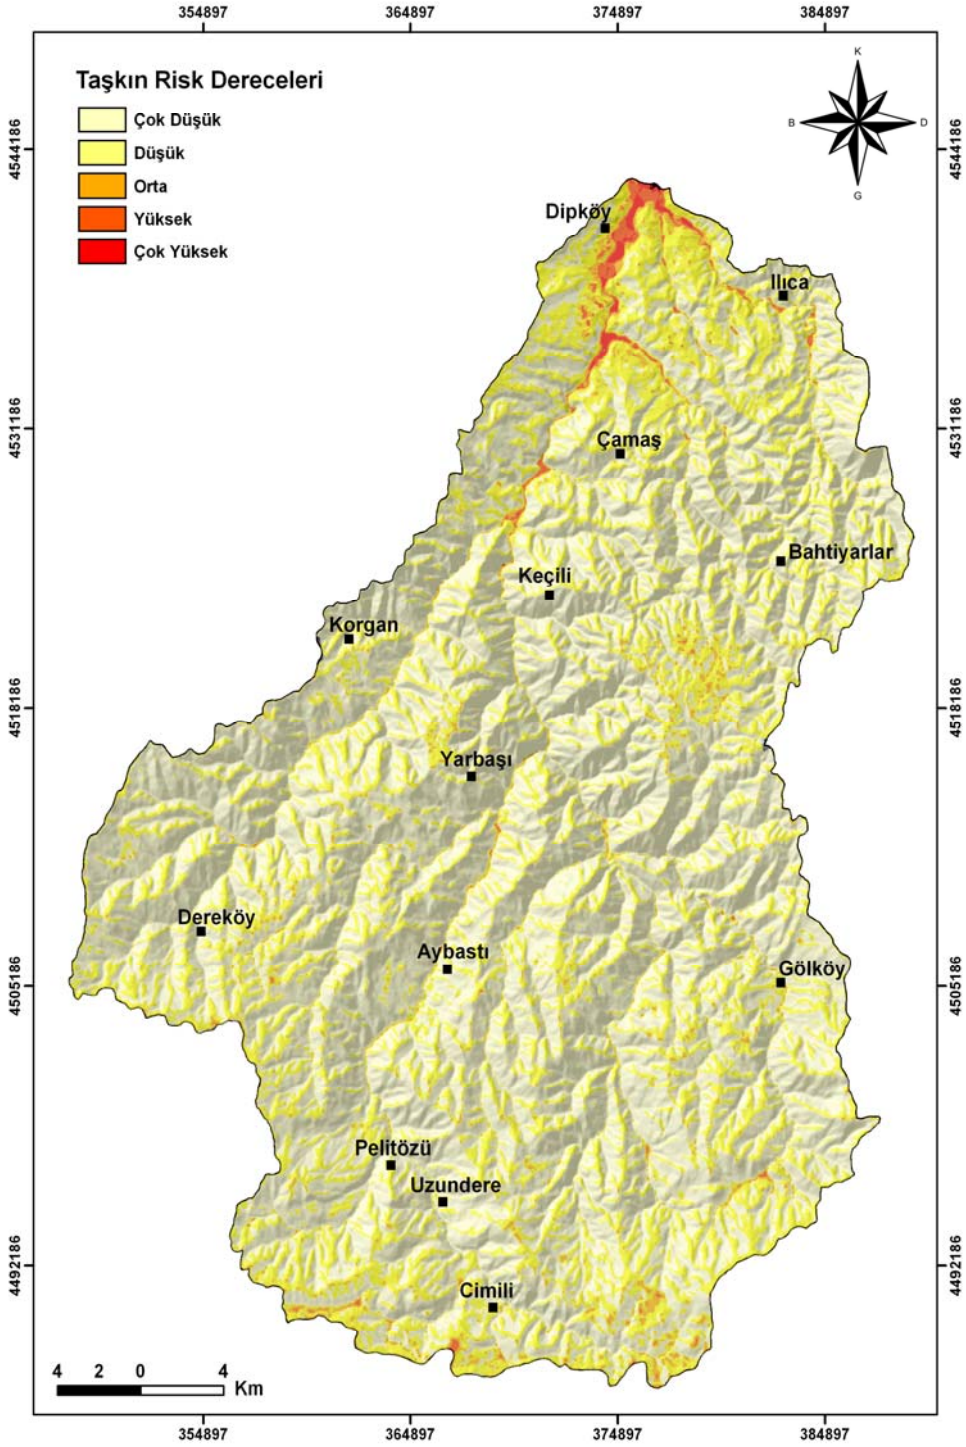 354897 364897 374897 384897
Taşkın Risk Dereceleri
Çok Düşük
Düşük
Orta
Yüksek
Çok Yüksek
K
B D
G
4544186 4544186
Dipköy
Ilıca
4531186 4531186
Çamaş
Bahtiyarlar
Keçili
Korgan
4518186 4518186
Yarbaşı
Dereköy
Aybastı
Gölköy
4505186 4505186
Pelitözü
Uzundere
4492186 4492186
Cimili
4 2 0 4
Km
354897 364897 374897 384897